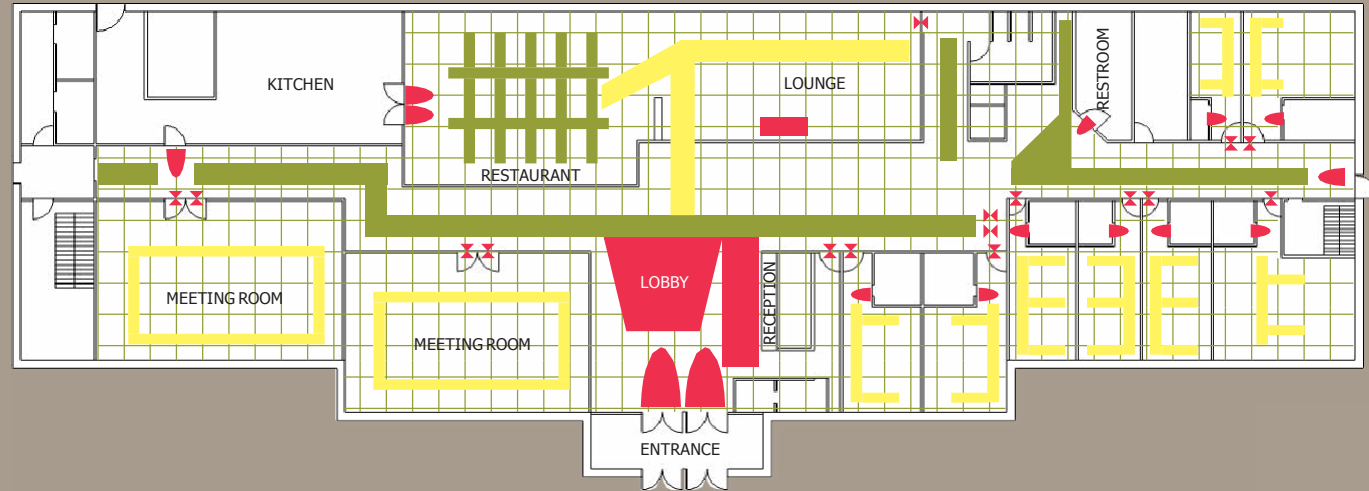 KITCHEN
LOUNGE
RESTROOM
RESTAURANT
MEETING ROOM
LOBBY
RECEPTION
MEETING ROOM
ENTRANCE